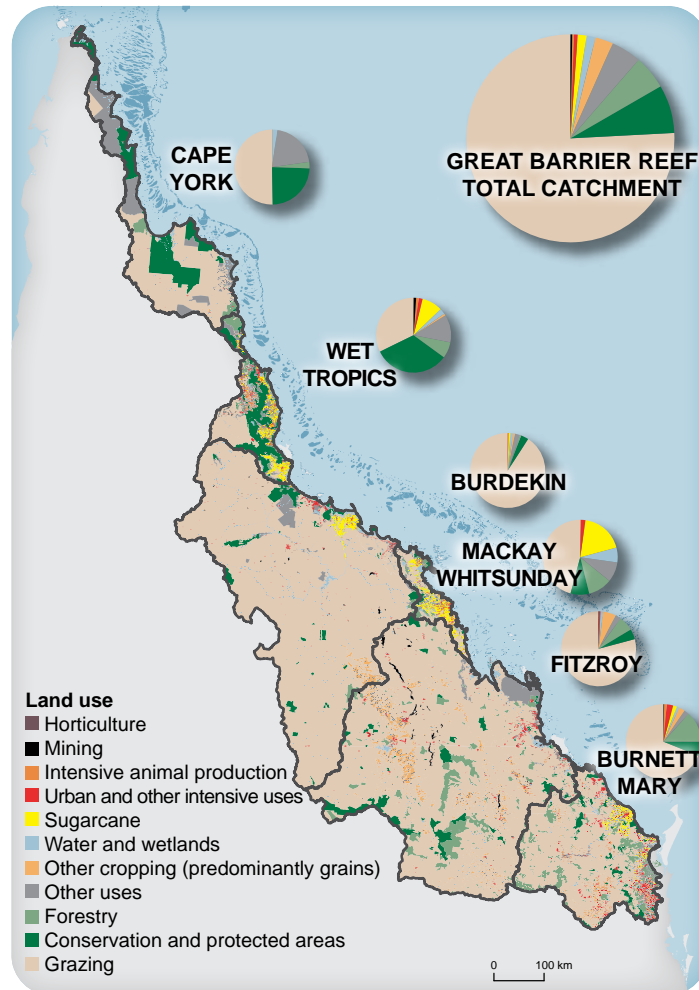 CAPE
YORK
GREAT BARRIER REEF
TOTAL CATCHMENT
WET
TROPICS
BURDEKIN
MACKAY
WHITSUNDAY
FITZROY
BURNETT
MARY
Land use
Horticulture
Mining
Intensive animal production
Urban and other intensive uses
Sugarcane
Water and wetlands
Other cropping (predominantly grains)
Other uses
Forestry
Conservation and protected areas
Grazing
0 100 km